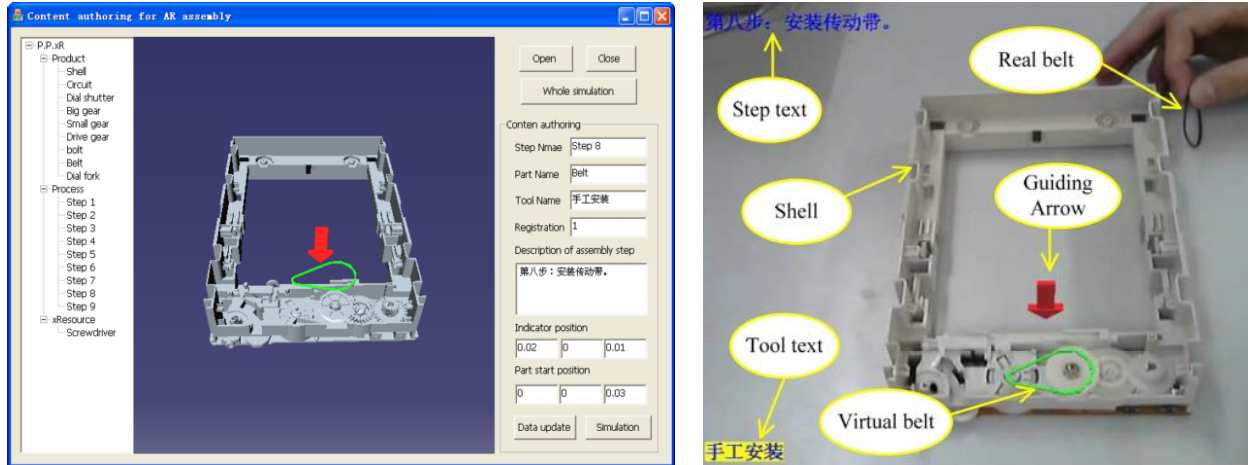 Content authoring for AR assembly
P.P.xR
Product
Shell
Circuit
Dial shutter
Big gear
Small gear
Drive gear
bolt
Belt
Dial fork
Process
Step 1
Step 2
Step 3
Step 4
Step 5
Step 6
Step 7
Step 8
Step 9
xResource
Screwdriver
Open Close
Whole simulation
Conten authoring
Step Nmae Step 8
Part Name Belt
Tool Name 手工安装
Registration 1
Description of assembly step
第八步：安装传动带。
Indicator position
0.02 0 0.01
Part start position
0 0 0.03
Data update Simulation
第八步：安装传动带。
Real belt
Step text
Guiding
Arrow
Shell
Tool text
Virtual belt
手工安装